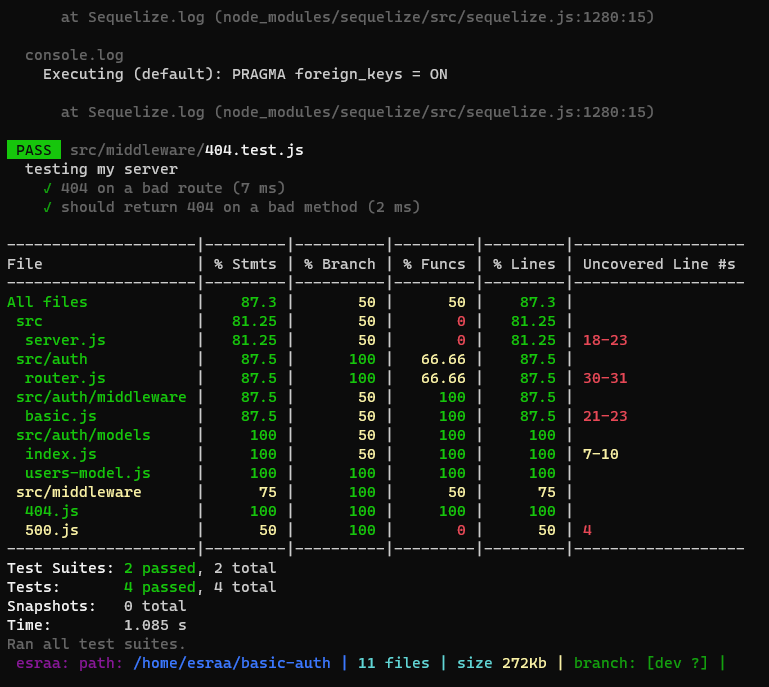 at Sequelize.log (node_modules/sequelize/src/sequelize.js:1280:15)
console.log
Executing (default): PRAGMA foreign_keys = ON
at Sequelize.log (node_modules/sequelize/src/sequelize.js:1280:15)
PASS src/middleware/404.test.js
testing my server
✓ 404 on a bad route (7 ms)
✓ should return 404 on a bad method (2 ms)
---------------------|---------|----------|---------|---------|-------------------
File                 | % Stmts | % Branch | % Funcs | % Lines | Uncovered Line #s
---------------------|---------|----------|---------|---------|-------------------
All files            |    87.3 |       50 |      50 |    87.3 |
 src                 |   81.25 |       50 |       0 |   81.25 |
  server.js          |   81.25 |       50 |       0 |   81.25 | 18-23
 src/auth            |    87.5 |      100 |   66.66 |    87.5 |
  router.js          |    87.5 |      100 |   66.66 |    87.5 | 30-31
 src/auth/middleware |    87.5 |       50 |     100 |    87.5 |
  basic.js           |    87.5 |       50 |     100 |    87.5 | 21-23
 src/auth/models     |     100 |       50 |     100 |     100 |
  index.js           |     100 |       50 |     100 |     100 | 7-10
  users-model.js     |     100 |      100 |     100 |     100 |
 src/middleware      |      75 |      100 |      50 |      75 |
  404.js             |     100 |      100 |     100 |     100 |
  500.js             |      50 |      100 |       0 |      50 | 4
---------------------|---------|----------|---------|---------|-------------------
Test Suites: 2 passed, 2 total
Tests:       4 passed, 4 total
Snapshots:   0 total
Time:        1.085 s
Ran all test suites.
esraa: path: /home/esraa/basic-auth | 11 files | size 272Kb | branch: [dev ?] |